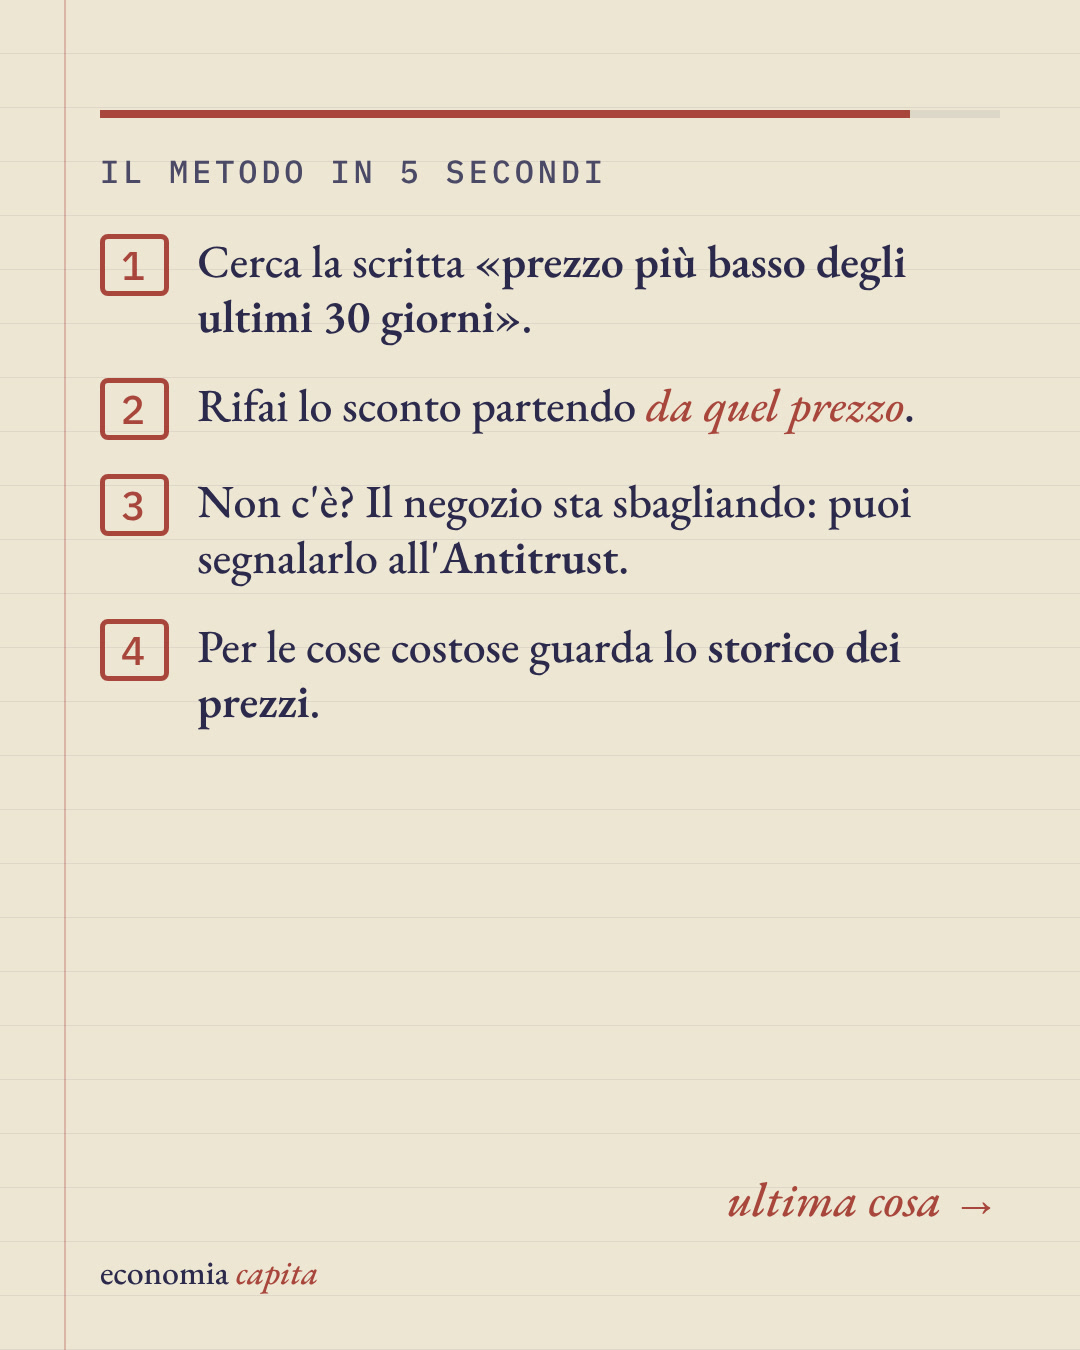 IL METODO IN 5 SECONDI
1 Cerca la scritta «prezzo più basso degli
ultimi 30 giorni».
2 Rifai lo sconto partendo da quel prezzo.
3 Non c'è? Il negozio sta sbagliando: puoi
segnalarlo all'Antitrust.
4 Per le cose costose guarda lo storico dei
prezzi.
ultima cosa →
economia capita